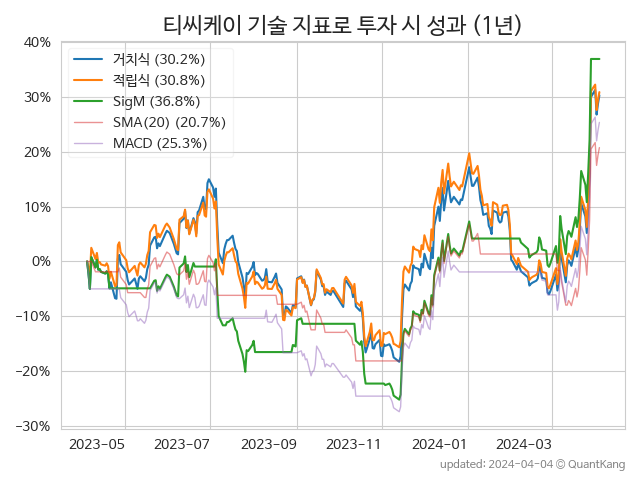 티씨케이 기술 지표로 투자 시 성과 (1년)
거치식 (30.2%)
적립식 (30.8%)
SigM (36.8%)
SMA(20) (20.7%)
MACD (25.3%)
40%
30%
20%
10%
0%
−10%
−20%
−30%
2023-05 2023-07 2023-09 2023-11 2024-01 2024-03
updated: 2024-04-04 © QuantKang